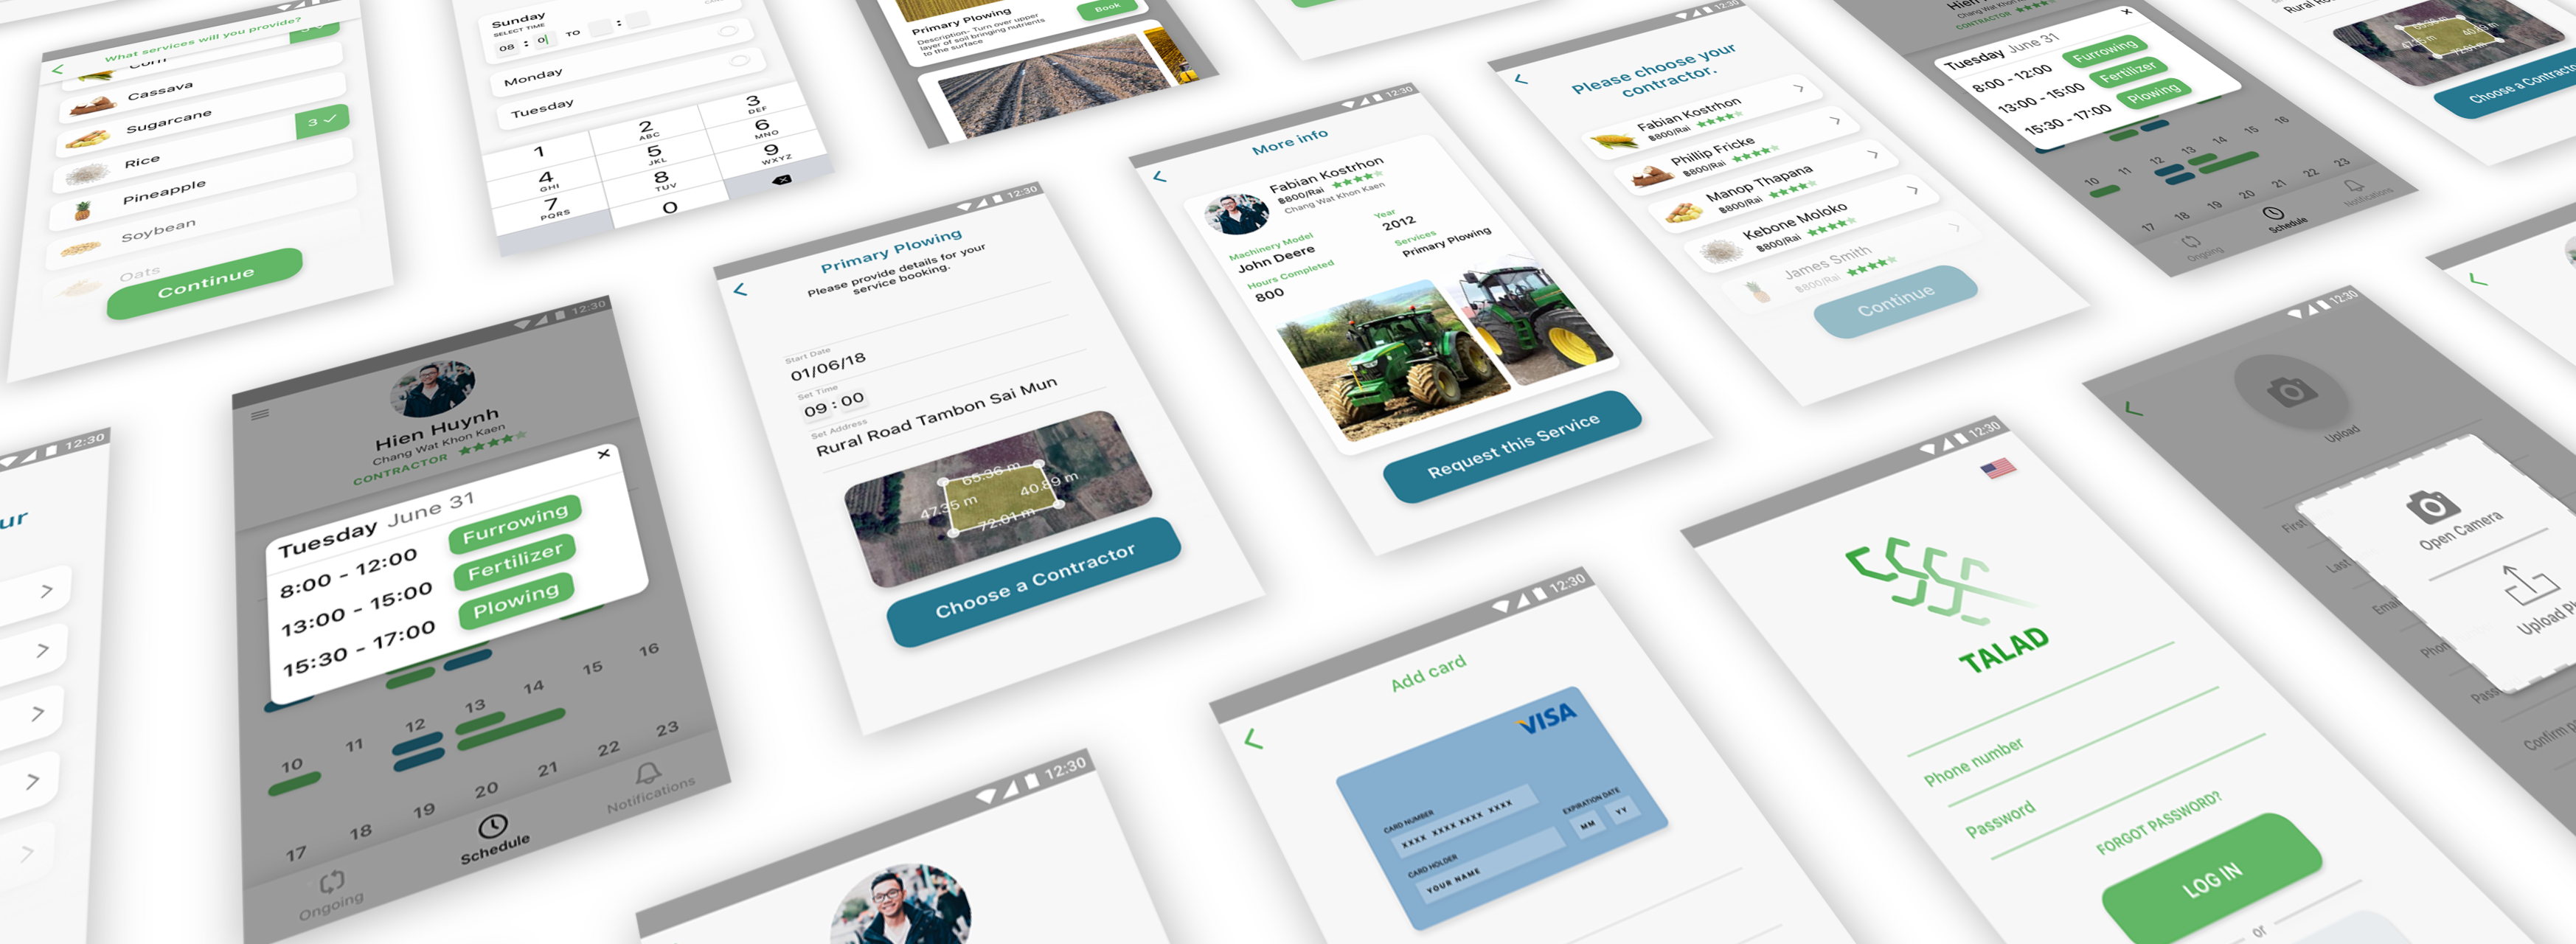 What services will you provide?
Corn
Cassava
Sugarcane
3
Rice
Pineapple
Soybean
Oats
Continue
Sunday
SELECT TIME
08 : 0 TO :
Monday
Tuesday
1
2
ABC
3
DEF
4
GHI
5
JKL
6
MNO
7
PQRS
8
TUV
9
WXYZ
0
Primary Plowing
Description- Turn over upper
layer of soil bringing nutrients
to the surface
Book
12:30
More info
Fabian Kostrhon
฿800/Rai
Chang Wat Khon Kaen
Machinery Model
John Deere
Year
2012
Hours Completed
800
Services
Primary Plowing
Request this Service
12:30
Please choose your
contractor.
Fabian Kostrhon
฿800/Rai
Phillip Fricke
฿800/Rai
Manop Thapana
฿800/Rai
Kebone Moloko
฿800/Rai
James Smith
฿800/Rai
Continue
CONTRACTOR
Tuesday June 31
8:00 - 12:00 Furrowing
13:00 - 15:00 Fertilizer
15:30 - 17:00 Plowing
10 11 12 13 14 15 16
17 18 19 20 21 22 23
Ongoing
Schedule
Notifications
Choose a Contractor
12:30
ur
12:30
Hien Huynh
Chang Wat Khon Kaen
CONTRACTOR
Tuesday June 31
8:00 - 12:00 Furrowing
13:00 - 15:00 Fertilizer
15:30 - 17:00 Plowing
10 11 12 13 14 15 16
17 18 19 20 21 22 23
Ongoing
Schedule
Notifications
12:30
Primary Plowing
Please provide details for your
service booking.
Start Date
01/06/18
Set Time
09 : 00
Set Address
Rural Road Tambon Sai Mun
65.36 m
47.35 m
40.89 m
72.01 m
Choose a Contractor
12:30
12:30
Add card
VISA
CARD NUMBER
XXXX XXXX XXXX XXXX
EXPIRATION DATE
MM YY
CARD HOLDER
YOUR NAME
12:30
TALAD
Phone number
Password
FORGOT PASSWORD?
LOG IN
or
12:30
Upload
First
Last
Email
Phon
Pass
Confirm p
Open Camera
Upload Ph